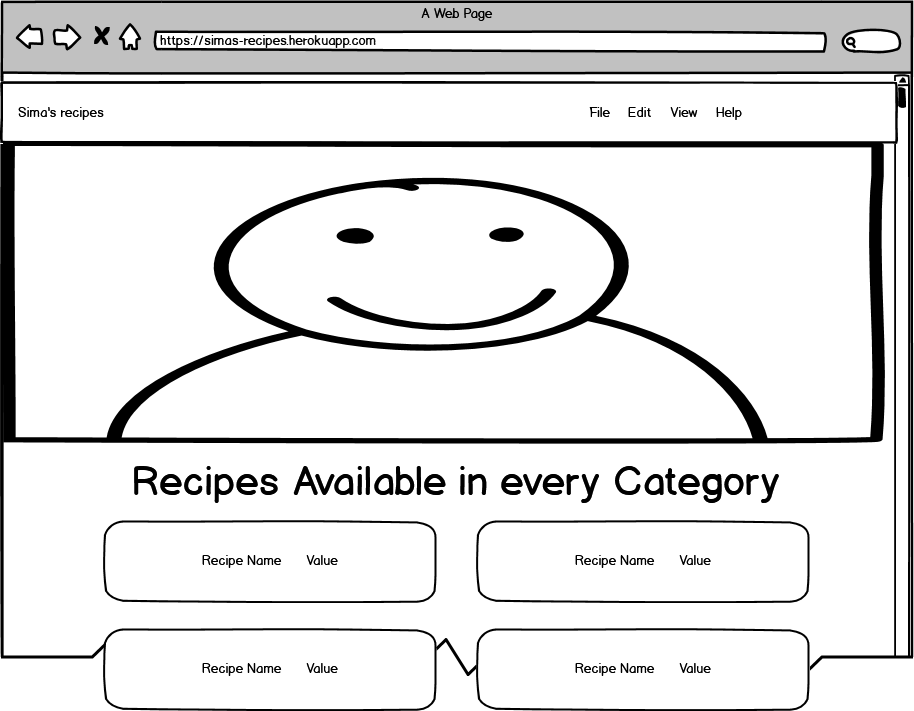 A Web Page
https://simas-recipes.herokuapp.com
Sima's recipes File Edit View Help
Recipes Available in every Category
Recipe Name Value Recipe Name Value
Recipe Name Value Recipe Name Value